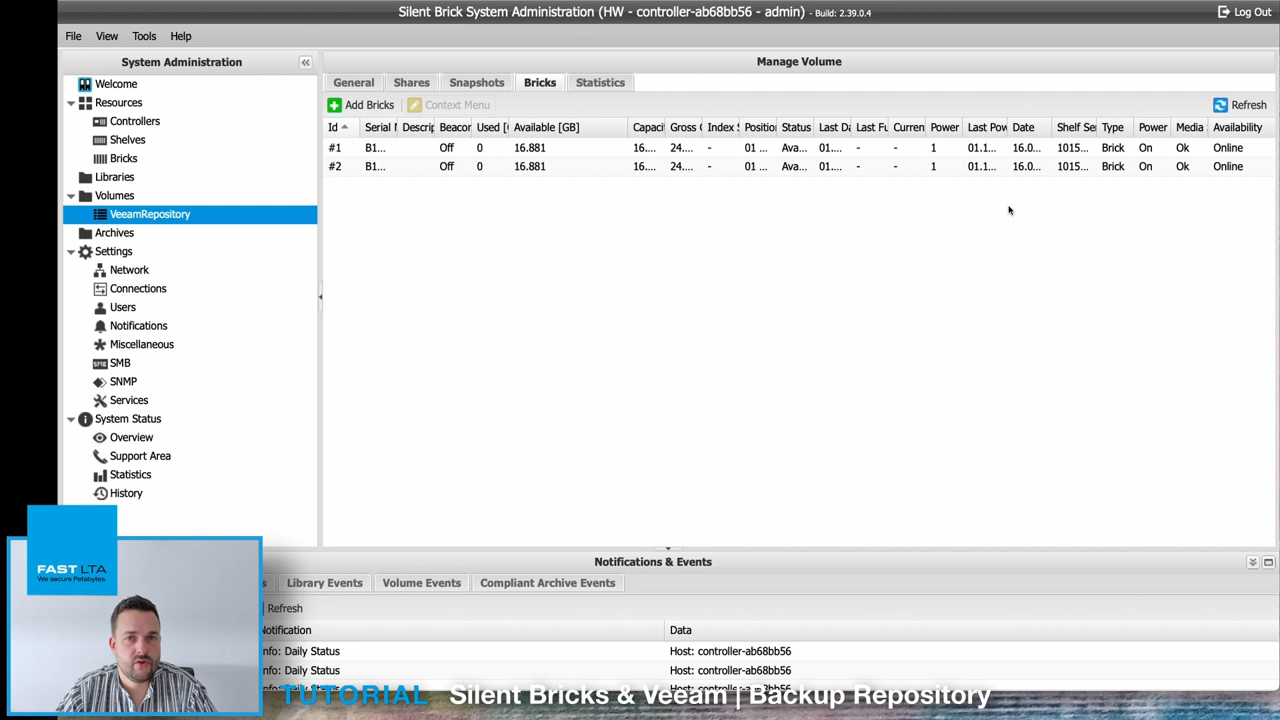 Silent Brick System Administration (HW - controller-ab68bb56 - admin) - Build: 2.39.0.4
Log Out
File View Tools Help
System Administration
Welcome
Resources
Controllers
Shelves
Bricks
Libraries
Volumes
VeeamRepository
Archives
Settings
Network
Connections
Users
Notifications
Miscellaneous
SMB
SNMP
Services
System Status
Overview
Support Area
Statistics
History
Manage Volume
General Shares Snapshots Bricks Statistics
Add Bricks Context Menu Refresh
Id Serial Descrip Beacon Used [ Available [GB] Capaci Gross Index Positio Status Last Da Last Fu Curren Power Last Pow Date Shelf Se Type Power Media Availability
#1 B1... Off 0 16.881 16.... 24.... - 01 ... Ava... 01.... - - 1 01.1... 16.0... 1015... Brick On Ok Online
#2 B1... Off 0 16.881 16.... 24.... - 01 ... Ava... 01.... - - 1 01.1... 16.0... 1015... Brick On Ok Online
Notifications & Events
Library Events Volume Events Compliant Archive Events
Refresh
Notification Data
nfo: Daily Status Host: controller-ab68bb56
nfo: Daily Status Host: controller-ab68bb56
FAST LTA
We secure Petabytes.
TUTORIAL Silent Bricks & Veeam | Backup Repository